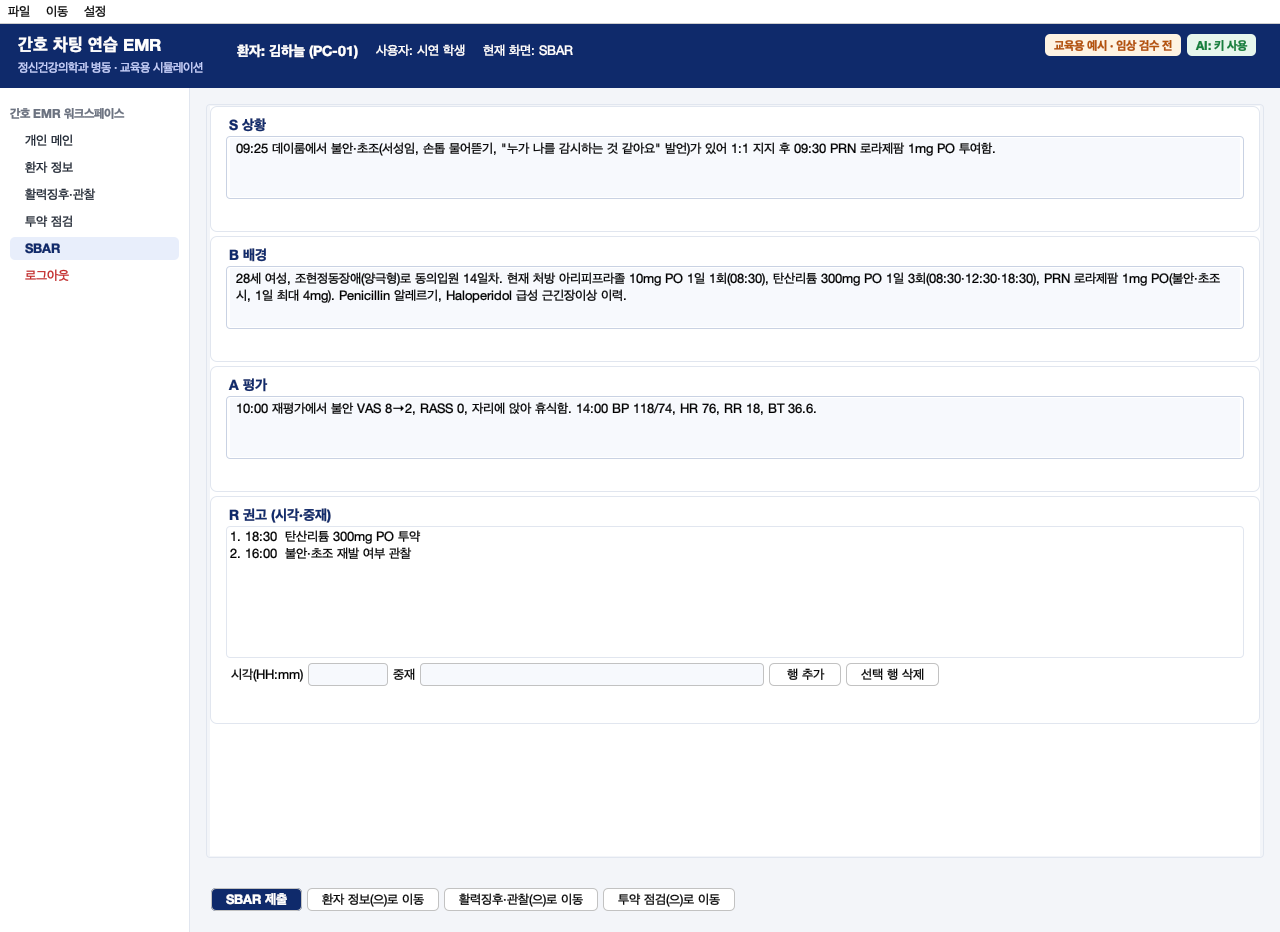 파일 이동 설정
간호 차팅 연습 EMR
정신건강의학과 병동 · 교육용 시뮬레이션
환자: 김하늘 (PC-01) 사용자: 시연 학생 현재 화면: SBAR
교육용 예시 · 임상 검수 전 AI: 키 사용
간호 EMR 워크스페이스
개인 메인
환자 정보
활력징후·관찰
투약 점검
SBAR
로그아웃
S 상황
09:25 데이룸에서 불안·초조(서성임, 손톱 물어뜯기, "누가 나를 감시하는 것 같아요" 발언)가 있어 1:1 지지 후 09:30 PRN 로라제팜 1mg PO 투여함.
B 배경
28세 여성, 조현정동장애(양극형)로 동의입원 14일차. 현재 처방 아리피프라졸 10mg PO 1일 1회(08:30), 탄산리튬 300mg PO 1일 3회(08:30·12:30·18:30), PRN 로라제팜 1mg PO(불안·초조
시, 1일 최대 4mg). Penicillin 알레르기, Haloperidol 급성 근긴장이상 이력.
A 평가
10:00 재평가에서 불안 VAS 8→2, RASS 0, 자리에 앉아 휴식함. 14:00 BP 118/74, HR 76, RR 18, BT 36.6.
R 권고 (시각·중재)
1. 18:30 탄산리튬 300mg PO 투약
2. 16:00 불안·초조 재발 여부 관찰
시각(HH:mm) 중재 행 추가 선택 행 삭제
SBAR 제출 환자 정보(으)로 이동 활력징후·관찰(으)로 이동 투약 점검(으)로 이동